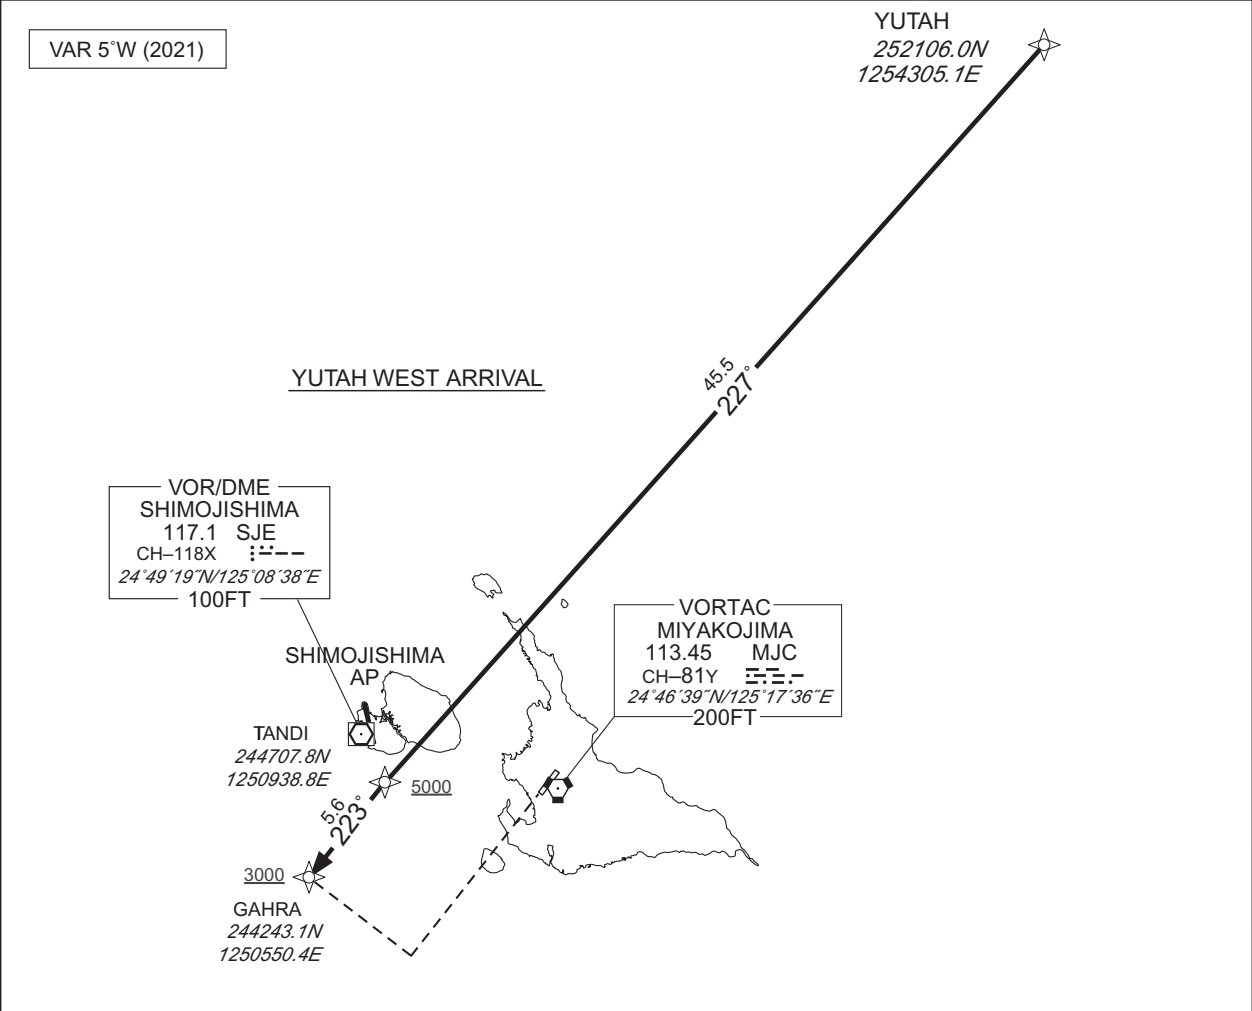 YUTAH
252106.0N
1254305.1E
VAR 5˚W (2021)
YUTAH WEST ARRIVAL
45.5
227˚
VOR/DME
SHIMOJISHIMA
117.1 SJE
CH–118X
24˚49´19˝N/125˚08´38˝E
100FT
VORTAC
MIYAKOJIMA
113.45 MJC
CH–81Y
24˚46´39˝N/125˚17´36˝E
200FT
SHIMOJISHIMA
AP
TANDI
244707.8N
1250938.8E
5000
5.6
223˚
3000
GAHRA
244243.1N
1250550.4E